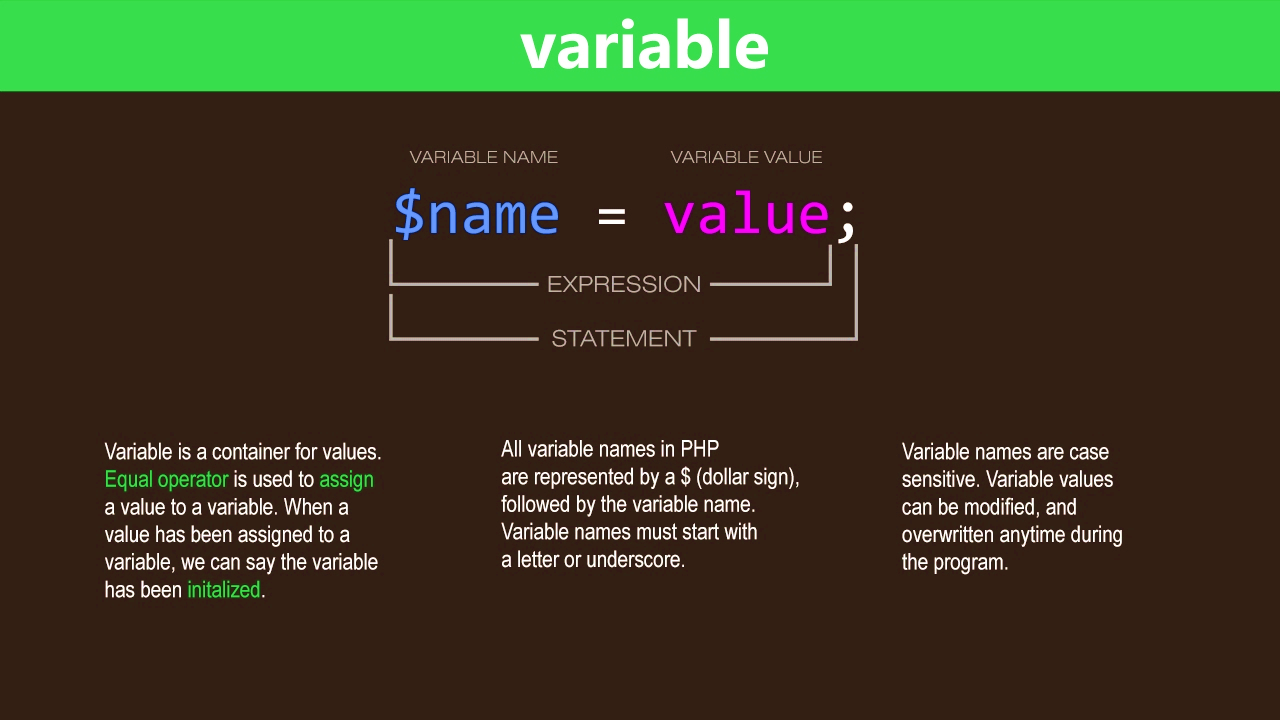 variable
VARIABLE NAME VARIABLE VALUE
$name = value;
EXPRESSION
STATEMENT
Variable is a container for values.
Equal operator is used to assign
a value to a variable. When a
value has been assigned to a
variable, we can say the variable
has been initalized.
All variable names in PHP
are represented by a $ (dollar sign),
followed by the variable name.
Variable names must start with
a letter or underscore.
Variable names are case
sensitive. Variable values
can be modified, and
overwritten anytime during
the program.